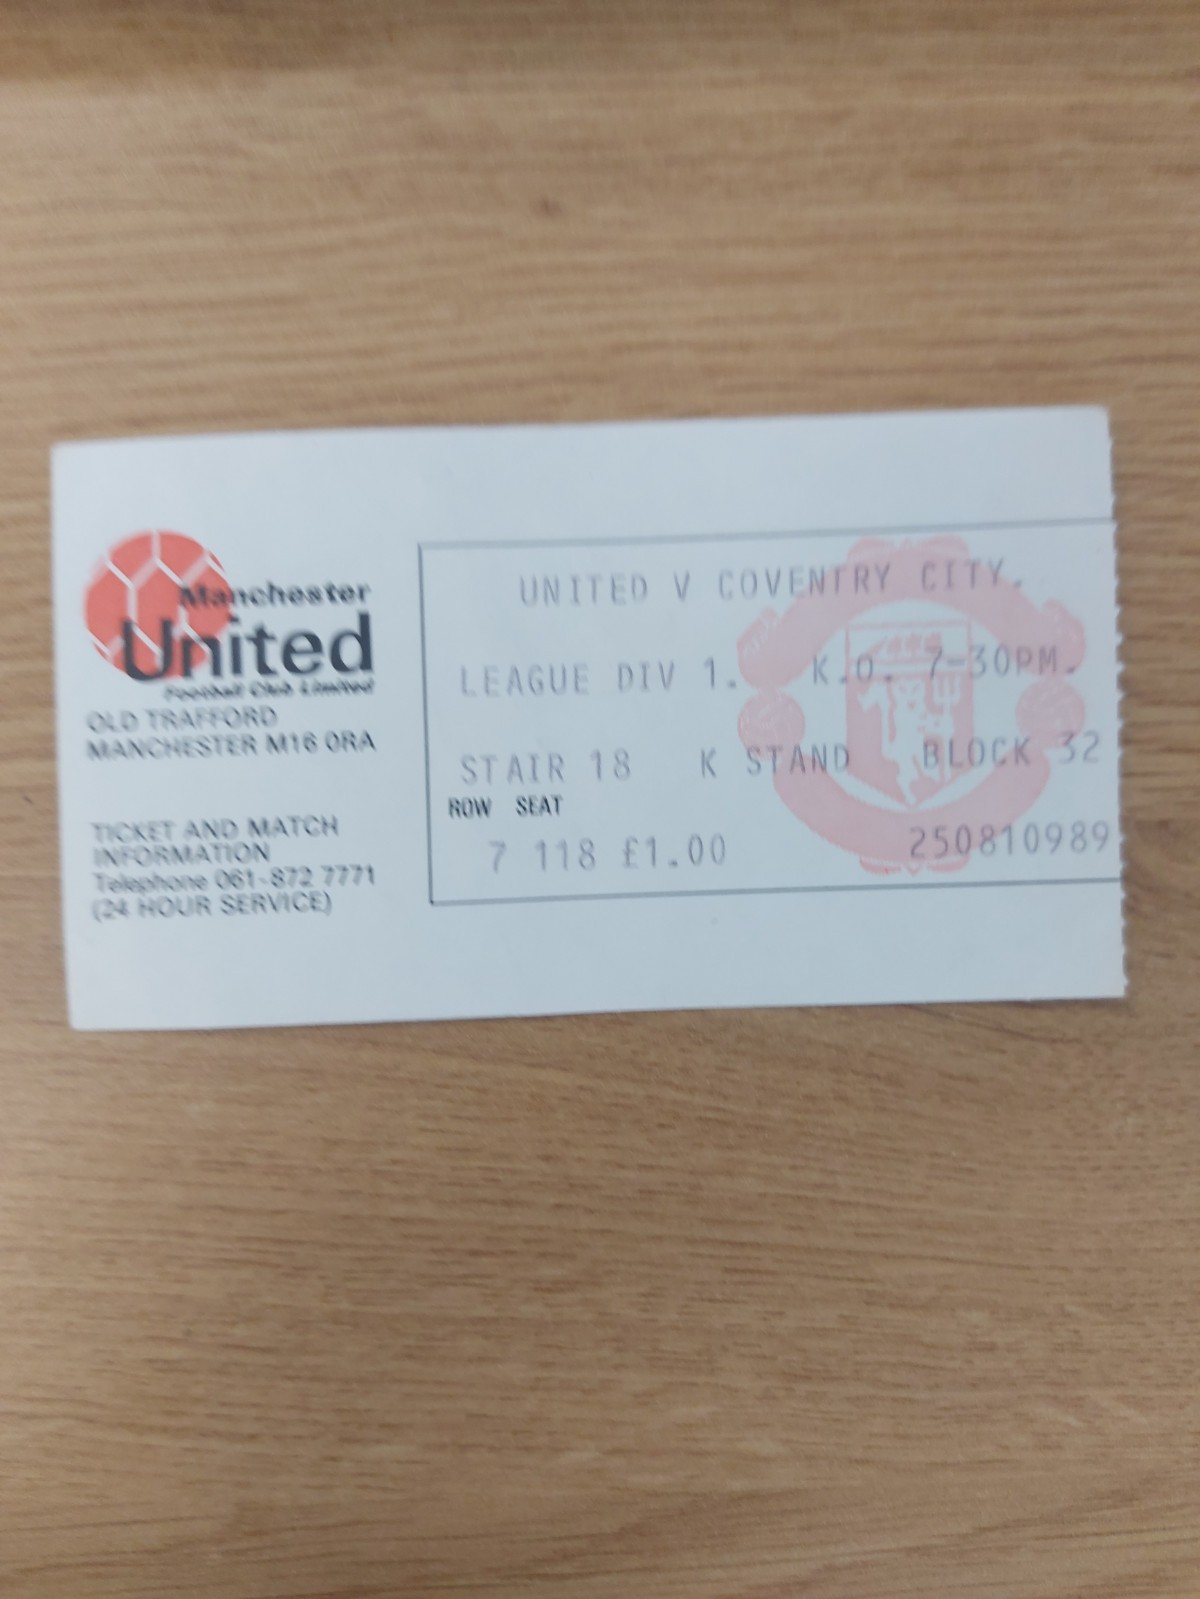 Manchester
United
Football Club Limited
OLD TRAFFORD
MANCHESTER M16 0RA
TICKET AND MATCH
INFORMATION
Telephone 061-872 7771
(24 HOUR SERVICE)
UNITED V COVENTRY CITY.
LEAGUE DIV 1. K.O. 7-30PM.
STAIR 18 K STAND BLOCK 32
ROW SEAT
7 118 £1.00 250810989